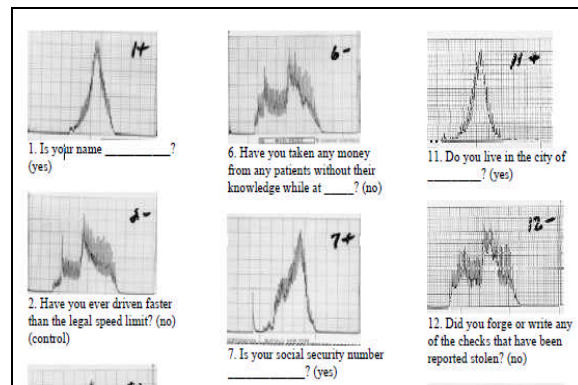 1+
1. Is your name ___________?
(yes)
2-
2. Have you ever driven faster
than the legal speed limit? (no)
(control)
6-
6. Have you taken any money
from any patients without their
knowledge while at _____? (no)
7+
7. Is your social security number
_____________? (yes)
11+
11. Do you live in the city of
_________? (yes)
12-
12. Did you forge or write any
of the checks that have been
reported stolen? (no)